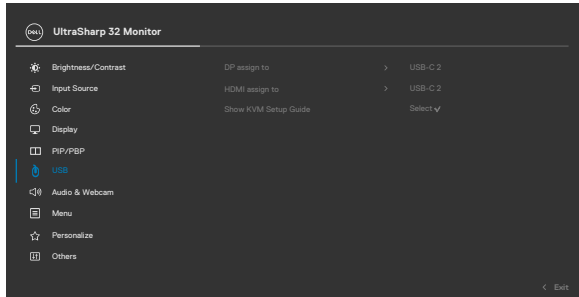 DELL UltraSharp 32 Monitor
Brightness/Contrast DP assign to > USB-C 2
Input Source HDMI assign to > USB-C 2
Color Show KVM Setup Guide Select ✓
Display
PIP/PBP
USB
Audio & Webcam
Menu
Personalize
Others
< Exit